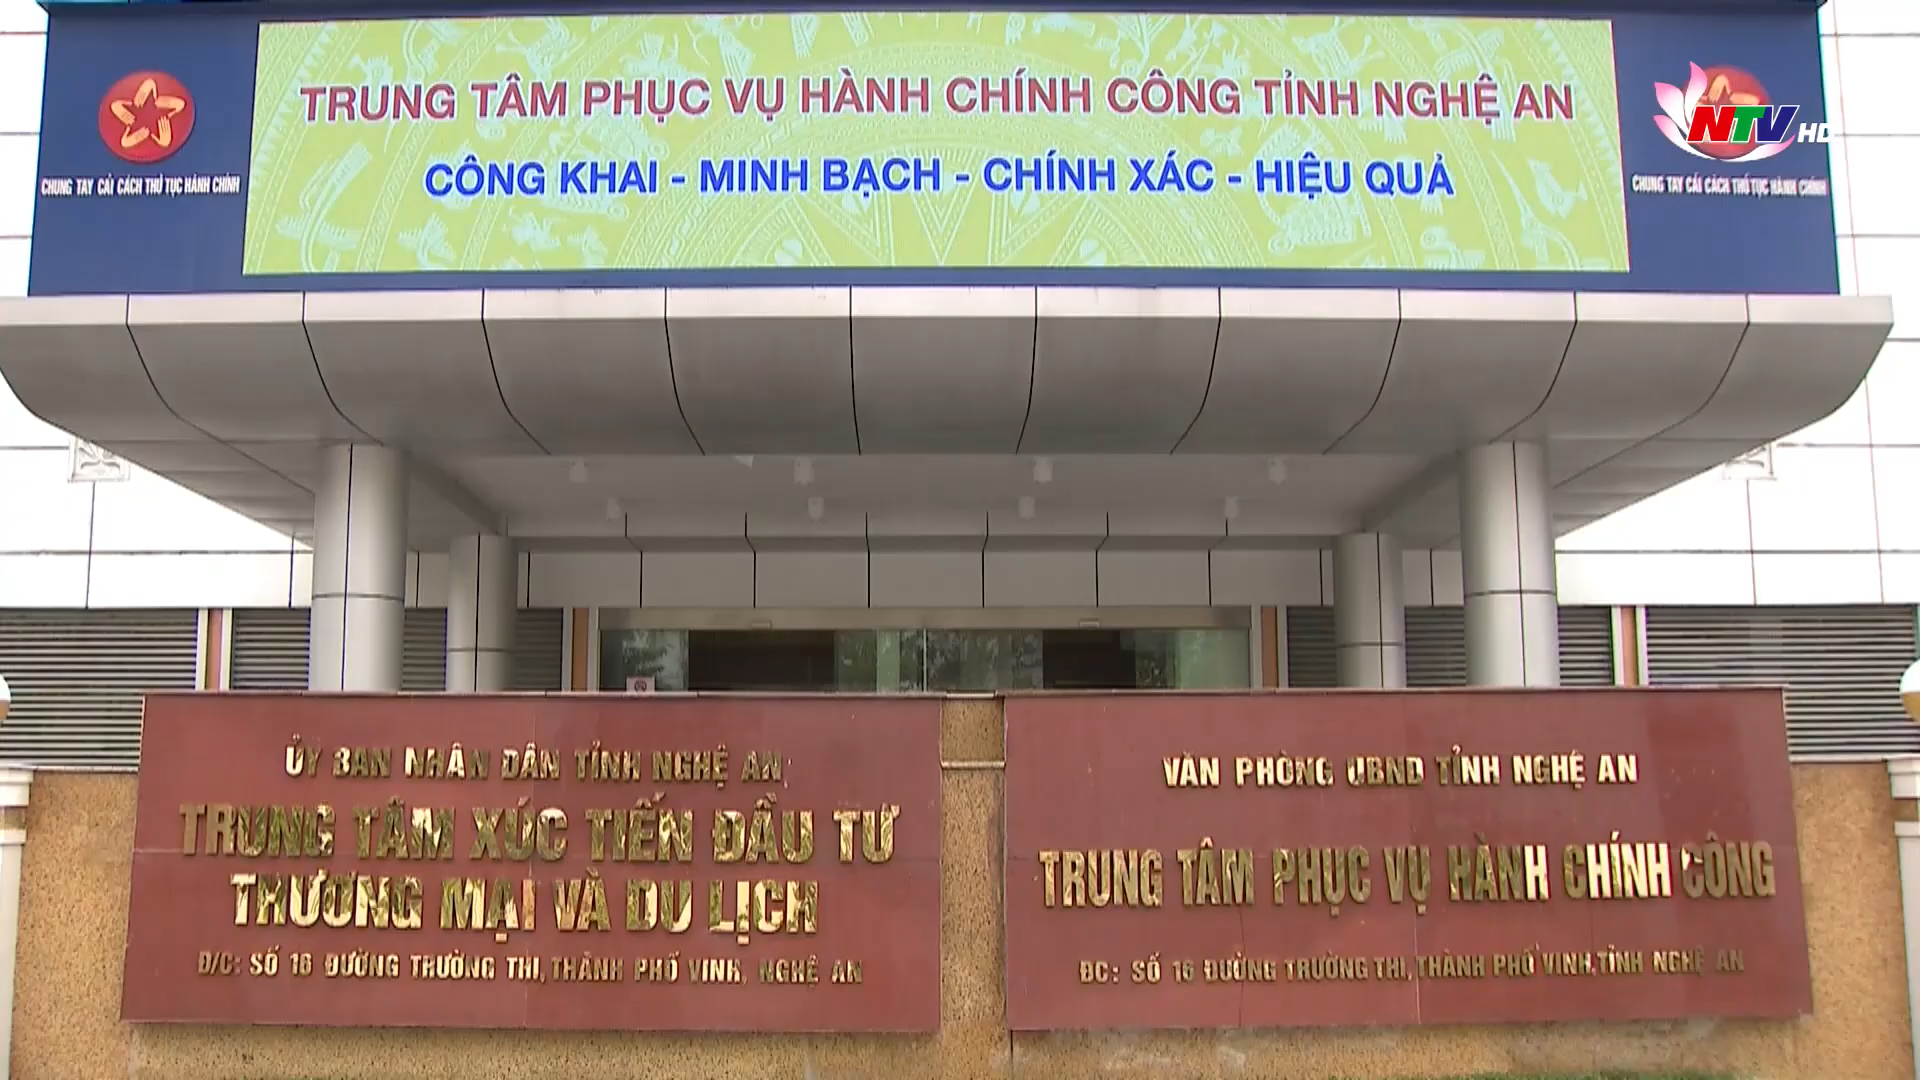 TRUNG TÂM PHỤC VỤ HÀNH CHÍNH CÔNG TỈNH NGHỆ AN
CÔNG KHAI - MINH BẠCH - CHÍNH XÁC - HIỆU QUẢ
CHUNG TAY CẢI CÁCH THỦ TỤC HÀNH CHÍNH
NTV HD
CHUNG TAY CẢI CÁCH THỦ TỤC HÀNH CHÍNH
ỦY BAN NHÂN DÂN TỈNH NGHỆ AN
TRUNG TÂM XÚC TIẾN ĐẦU TƯ
THƯƠNG MẠI VÀ DU LỊCH
Đ/C: SỐ 16 ĐƯỜNG TRƯỜNG THI, THÀNH PHỐ VINH, NGHỆ AN
VĂN PHÒNG UBND TỈNH NGHỆ AN
TRUNG TÂM PHỤC VỤ HÀNH CHÍNH CÔNG
ĐC: SỐ 16 ĐƯỜNG TRƯỜNG THI, THÀNH PHỐ VINH, TỈNH NGHỆ AN